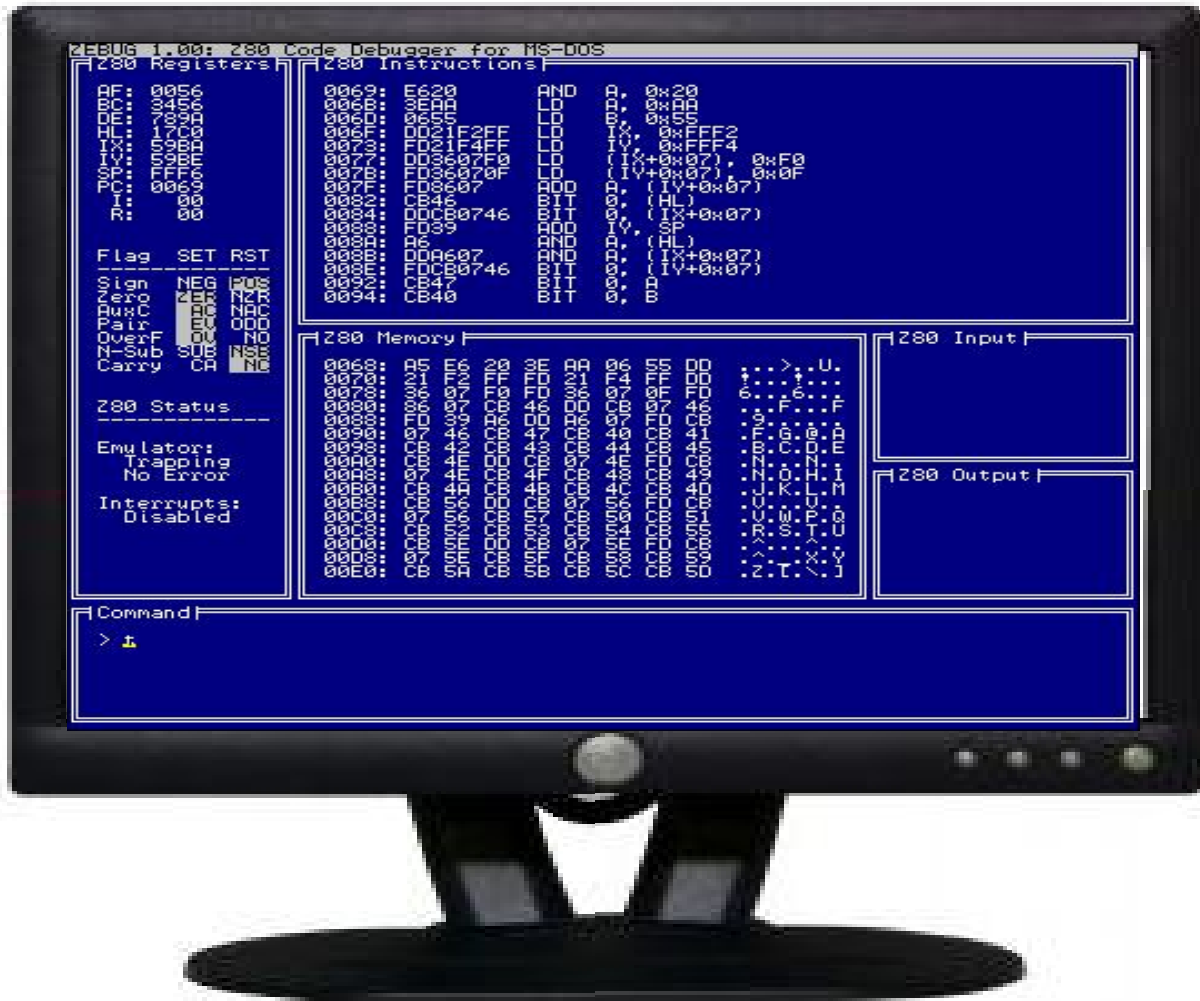 ZEBUG 1.00: Z80 Code Debugger for MS-DOS
Z80 Registers
AF: 0056
BC: 3456
DE: 789A
HL: 17C0
IX: 59BA
IY: 59BE
SP: FFF6
PC: 0069
I: 00
R: 00
Flag SET RST
Sign NEG POS
Zero ZER NZR
AuxC AC NAC
Pair EV ODD
OverF OV NO
N-Sub SUB NSB
Carry CA NC
Z80 Status
Emulator:
Trapping
No Error
Interrupts:
Disabled
Z80 Instructions
0069: E620 AND A, 0x20
006B: 3EAA LD A, 0xAA
006D: 0655 LD B, 0x55
006F: DD21F2FF LD IX, 0xFFF2
0073: FD21F4FF LD IY, 0xFFF4
0077: DD3607F0 LD (IX+0x07), 0xF0
007B: FD36070F LD (IY+0x07), 0x0F
007F: FD8607 ADD A, (IY+0x07)
0082: CB46 BIT 0, (HL)
0084: DDCB0746 BIT 0, (IX+0x07)
0088: FD39 ADD IY, SP
008A: A6 AND A, (HL)
008B: DDA607 AND A, (IX+0x07)
008E: FDCB0746 BIT 0, (IY+0x07)
0092: CB47 BIT 0, A
0094: CB40 BIT 0, B
Z80 Memory
0068: A5 E6 20 3E AA 06 55 DD .. .>..U.
0070: 21 F2 FF FD 21 F4 FF DD !...!...
0078: 36 07 F0 FD 36 07 0F FD 6...6...
0080: 86 07 CB 46 DD CB 07 46 ...F...F
0088: FD 39 A6 DD A6 07 FD CB .9......
0090: 07 46 CB 47 CB 40 CB 41 .F.G.@.A
0098: CB 42 CB 43 CB 44 CB 45 .B.C.D.E
00A0: CB 4E DD CB 07 4E FD CB .N...N..
00A8: 07 4E CB 4F CB 48 CB 49 .N.O.H.I
00B0: CB 4A CB 4B CB 4C CB 4D .J.K.L.M
00B8: CB 56 DD CB 07 56 FD CB .V...V..
00C0: 07 56 CB 57 CB 50 CB 51 .V.W.P.Q
00C8: CB 52 CB 53 CB 54 CB 55 .R.S.T.U
00D0: CB 5E DD CB 07 5E FD CB .^...^..
00D8: 07 5E CB 5F CB 58 CB 59 .^._.X.Y
00E0: CB 5A CB 5B CB 5C CB 5D .Z.[.\.]
Z80 Input
Z80 Output
Command
> t